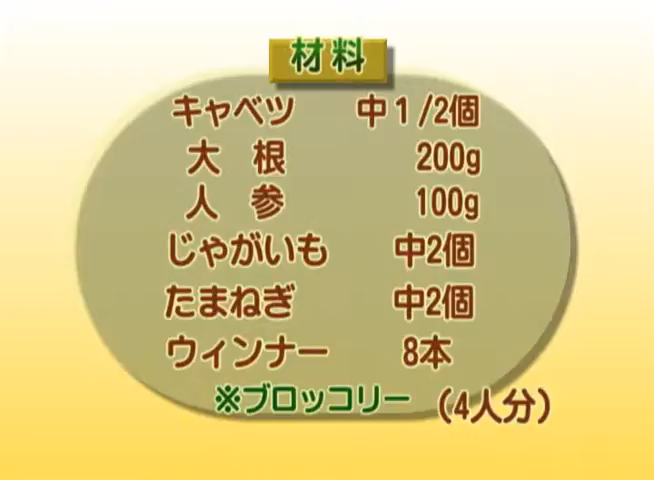 材料
キャベツ 中1/2個
大根 200g
人参 100g
じゃがいも 中2個
たまねぎ 中2個
ウィンナー 8本
※ブロッコリー (4人分)